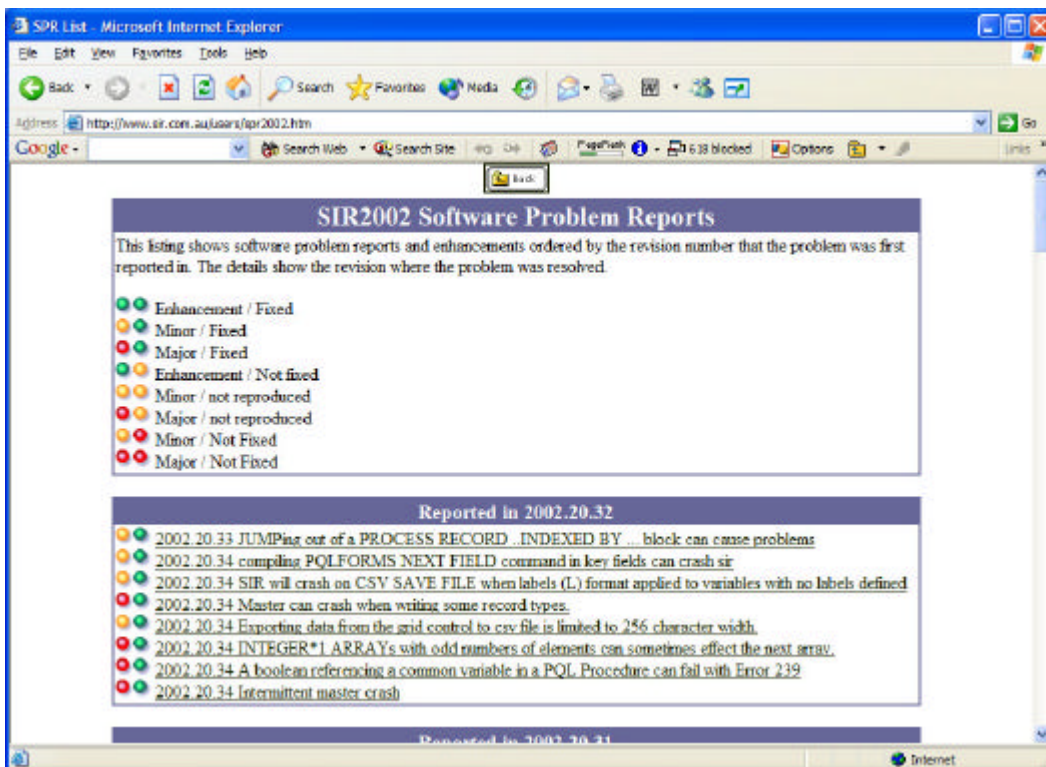 SPR List - Microsoft Internet Explorer
File Edit View Favorites Tools Help
Back Search Favorites Media
Address http://www.sir.com.au/users/spr2002.htm Go
Google - Search Web Search Site PageRank 638 blocked Options Links
Back
SIR2002 Software Problem Reports
This listing shows software problem reports and enhancements ordered by the revision number that the problem was first
reported in. The details show the revision where the problem was resolved.
Enhancement / Fixed
Minor / Fixed
Major / Fixed
Enhancement / Not fixed
Minor / not reproduced
Major / not reproduced
Minor / Not Fixed
Major / Not Fixed
Reported in 2002.20.32
2002.20.33 JUMPing out of a PROCESS RECORD ..INDEXED BY ... block can cause problems
2002.20.34 compiling PQLFORMS NEXT FIELD command in key fields can crash sir
2002.20.34 SIR will crash on CSV SAVE FILE when labels (L) format applied to variables with no labels defined
2002.20.34 Master can crash when writing some record types.
2002.20.34 Exporting data from the grid control to csv file is limited to 256 character width.
2002.20.34 INTEGER*1 ARRAYs with odd numbers of elements can sometimes effect the next array.
2002.20.34 A boolean referencing a common variable in a PQL Procedure can fail with Error 239
2002.20.34 Intermittent master crash
Reported in 2002.20.31
Internet